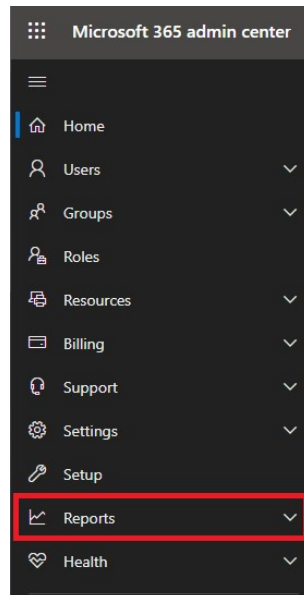 Microsoft 365 admin center
Home
Users
Groups
Roles
Resources
Billing
Support
Settings
Setup
Reports
Health